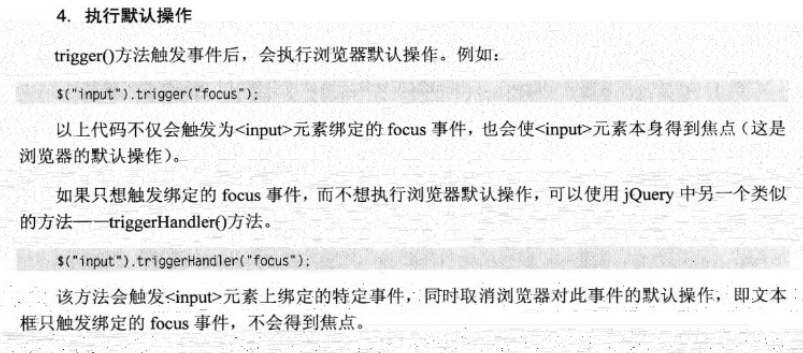 4. 执行默认操作
trigger()方法触发事件后，会执行浏览器默认操作。例如：
$("input").trigger("focus");
以上代码不仅会触发为<input>元素绑定的 focus 事件，也会使<input>元素本身得到焦点（这是
浏览器的默认操作）。
如果只想触发绑定的 focus 事件，而不想执行浏览器默认操作，可以使用 jQuery 中另一个类似
的方法——triggerHandler()方法。
$("input").triggerHandler("focus");
该方法会触发<input>元素上绑定的特定事件，同时取消浏览器对此事件的默认操作，即文本
框只触发绑定的 focus 事件，不会得到焦点。